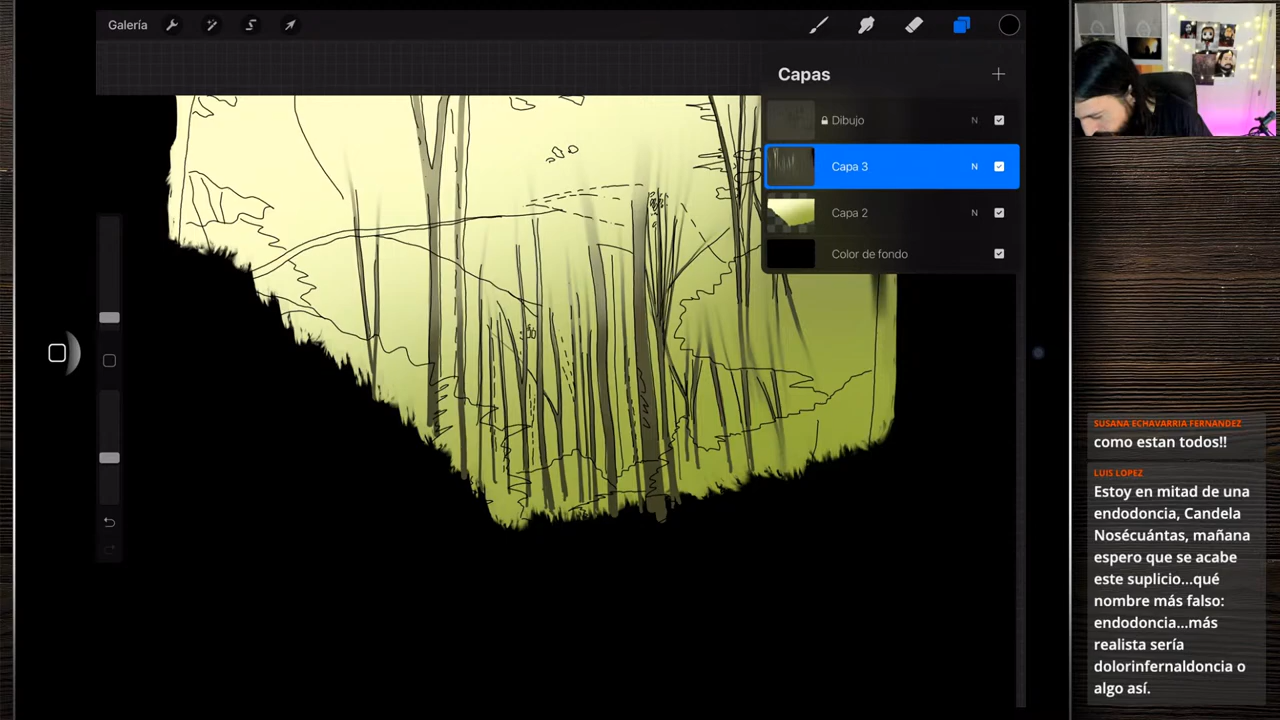 Galería
Capas
Dibujo
N
Capa 3
N
Capa 2
N
Color de fondo
SUSANA ECHAVARRIA FERNANDEZ
como estan todos!!
LUIS LOPEZ
Estoy en mitad de una
endodoncia, Candela
Nosécuántas, mañana
espero que se acabe
este suplicio...qué
nombre más falso:
endodoncia...más
realista sería
dolorinfernaldoncia o
algo así.